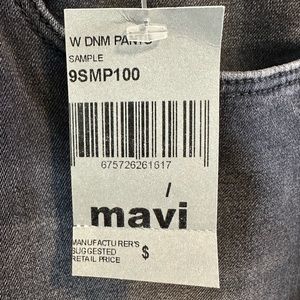 W DNM PANTS
SAMPLE
9SMP100
675726261617
/
mavi
MANUFACTURER'S
SUGGESTED
RETAIL PRICE
$